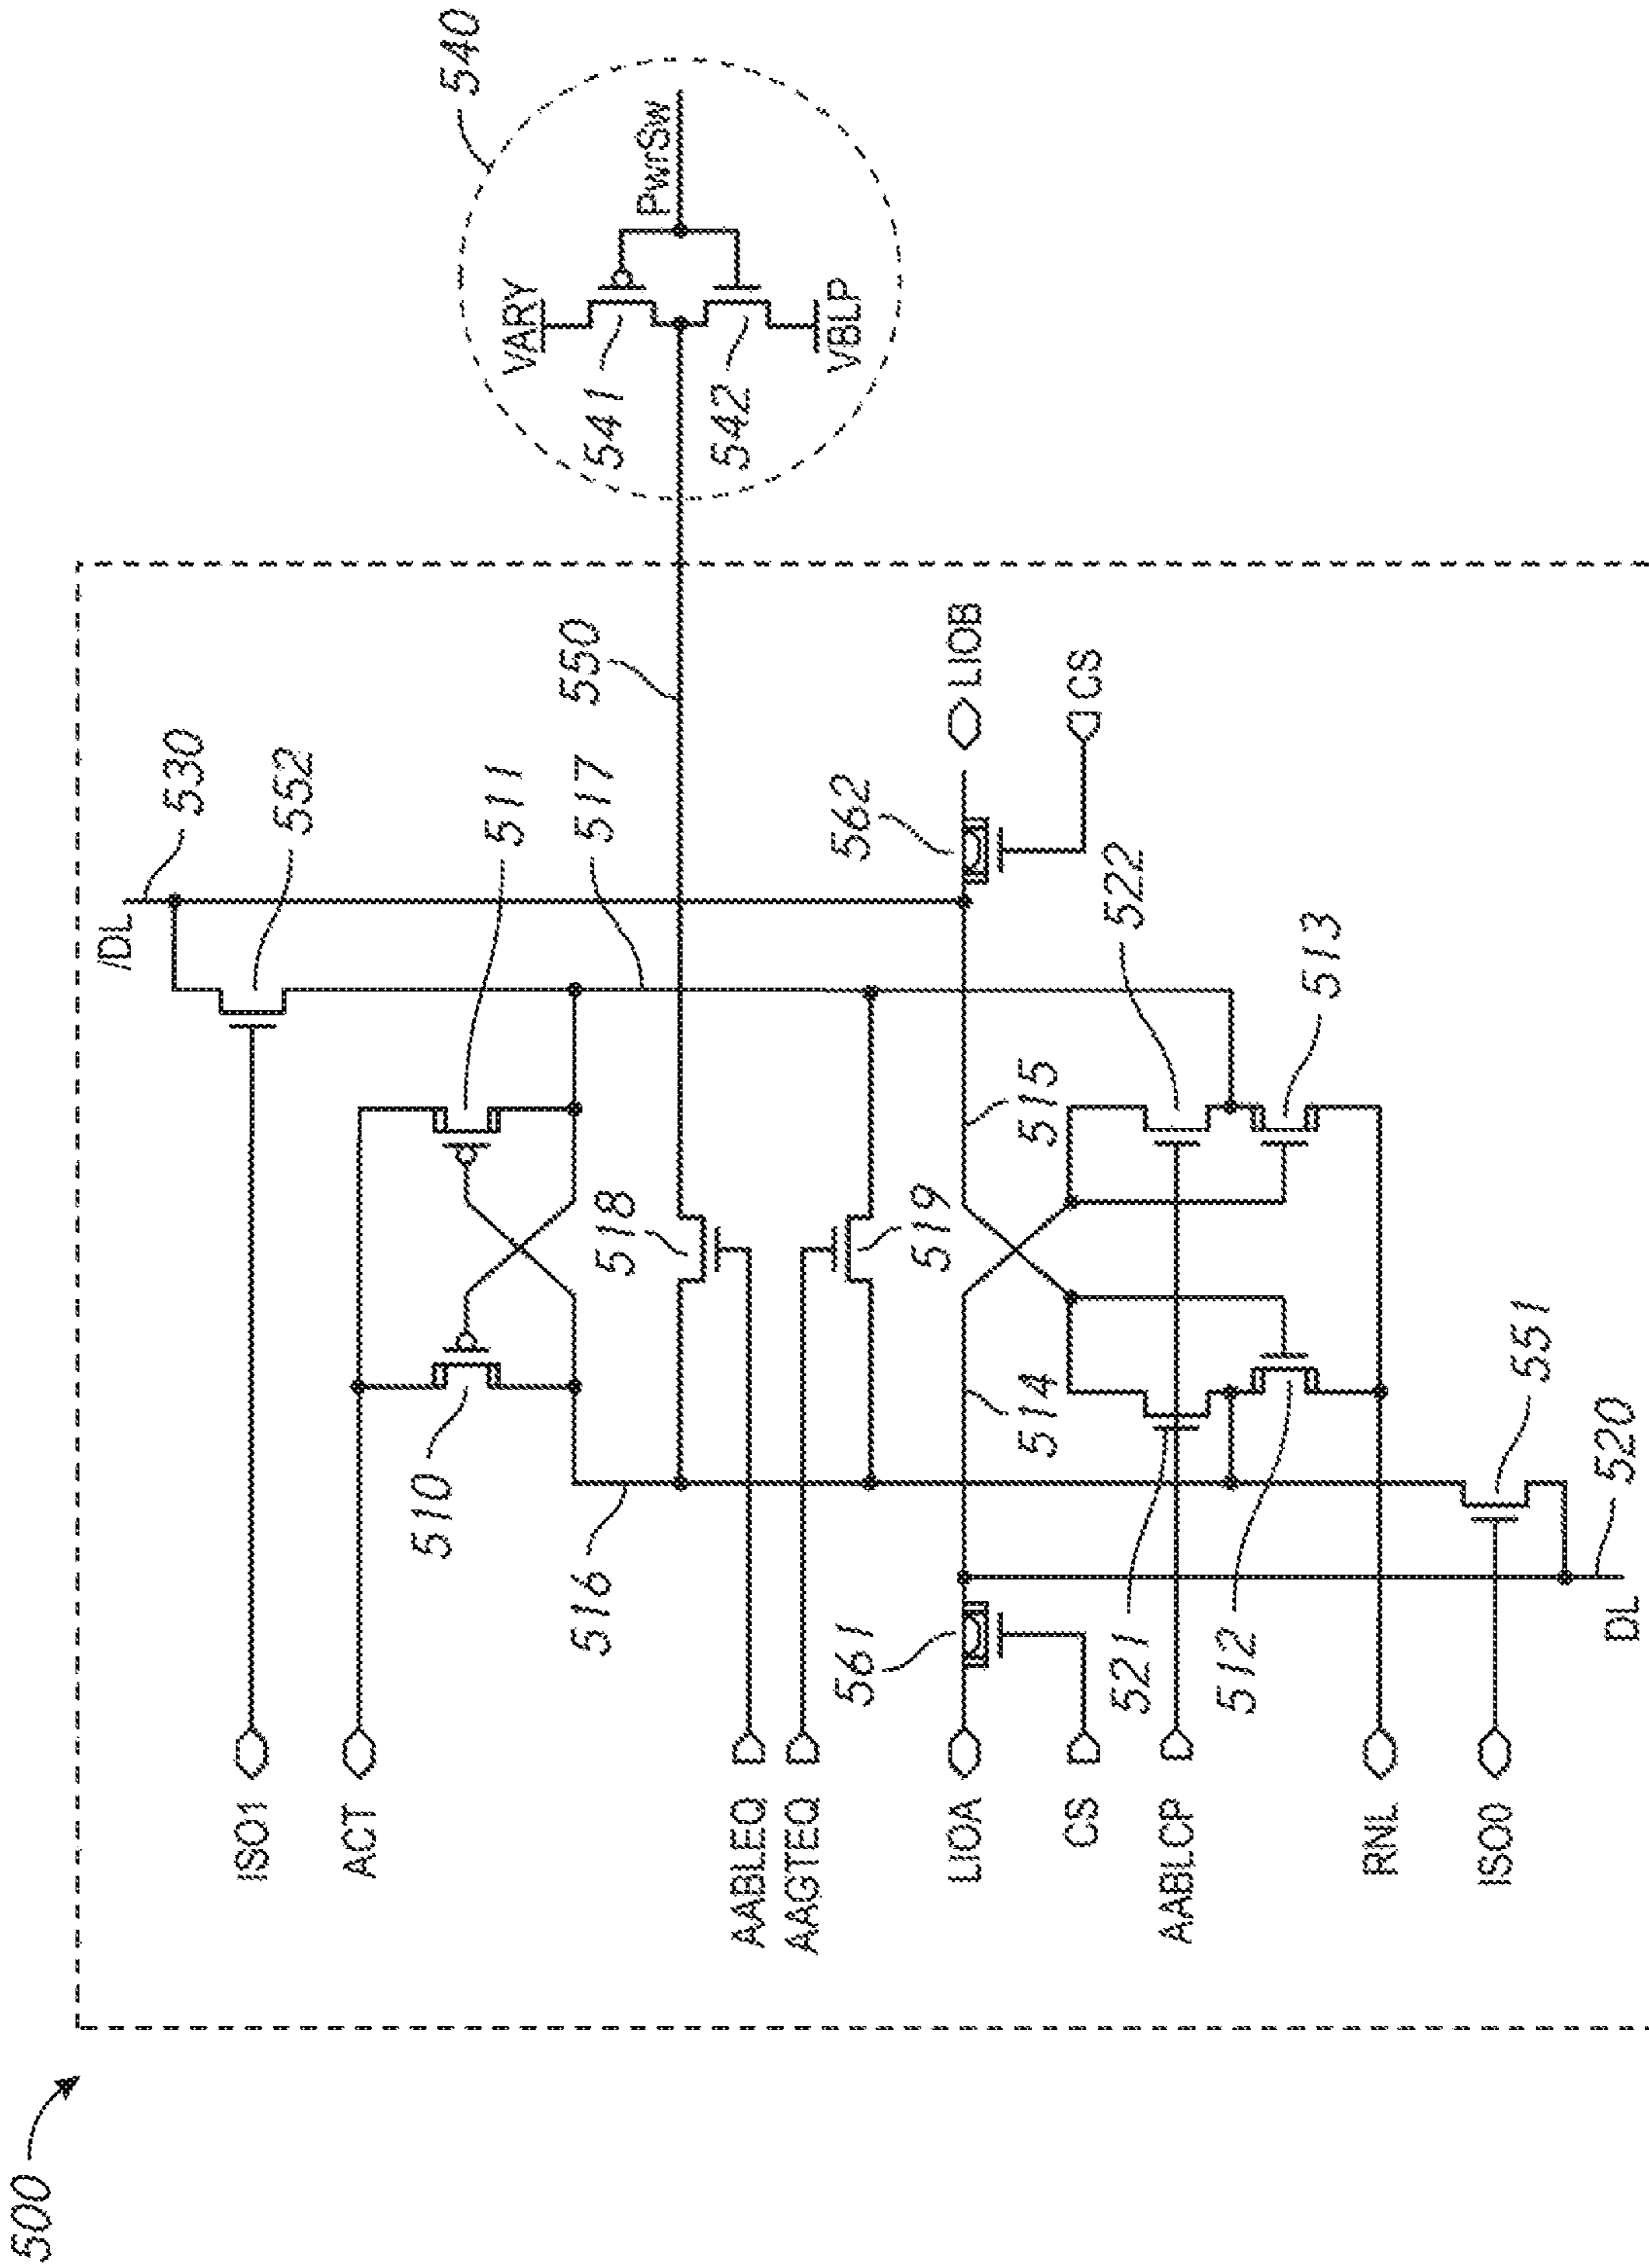 500
540
VARY
PwrSw
541
542
VBLP
530
/DL
552
511
517
550
ISO1
ACT
510
516
518
519
AABLEQ
AAGTEQ
562
LIOB
CS
515
522
513
514
561
LIOA
CS
521
AABLCP
512
551
RNL
ISO0
520
DL